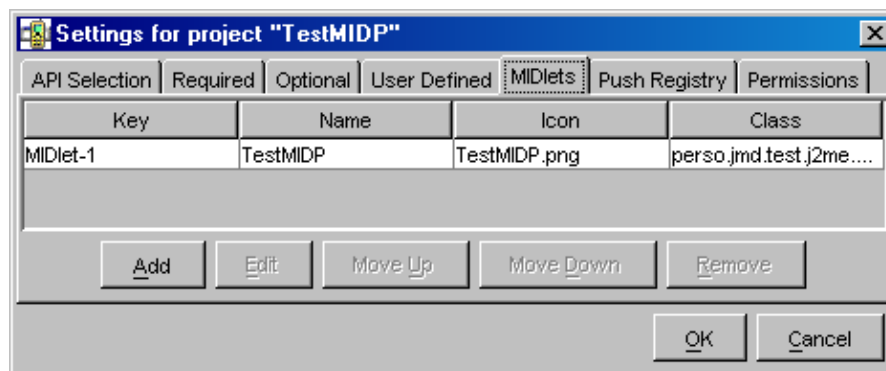 Settings for project "TestMIDP"
API Selection Required Optional User Defined MIDlets Push Registry Permissions
Key Name Icon Class
MIDlet-1 TestMIDP TestMIDP.png perso.jmd.test.j2me....
Add Edit Move Up Move Down Remove
OK Cancel